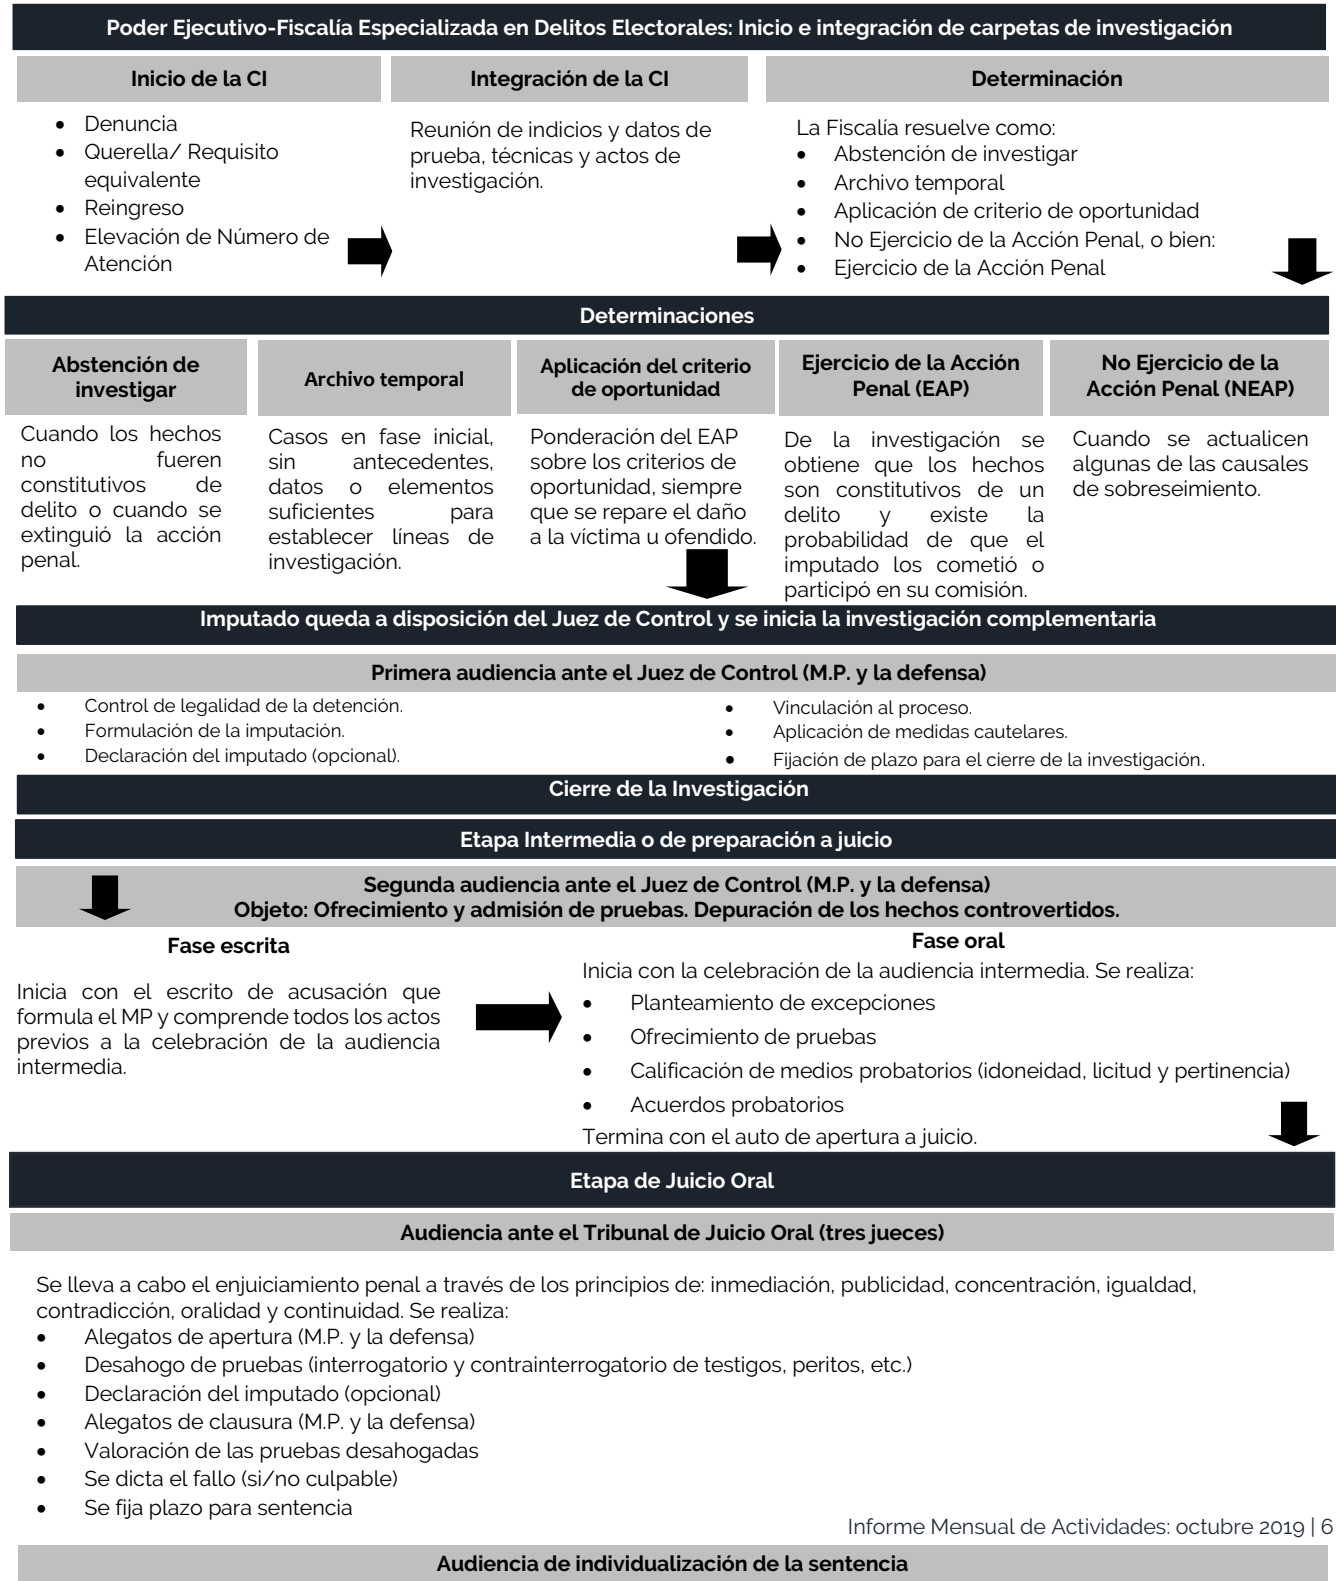 Poder Ejecutivo-Fiscalía Especializada en Delitos Electorales: Inicio e integración de carpetas de investigación
Inicio de la CI
• Denuncia
• Querella/ Requisito
equivalente
• Reingreso
• Elevación de Número de
Atención
Integración de la CI
Reunión de indicios y datos de
prueba, técnicas y actos de
investigación.
Determinación
La Fiscalía resuelve como:
• Abstención de investigar
• Archivo temporal
• Aplicación de criterio de oportunidad
• No Ejercicio de la Acción Penal, o bien:
• Ejercicio de la Acción Penal
Determinaciones
Abstención de
investigar
Cuando los hechos
no fueren
constitutivos de
delito o cuando se
extinguió la acción
penal.
Archivo temporal
Casos en fase inicial,
sin antecedentes,
datos o elementos
suficientes para
establecer líneas de
investigación.
Aplicación del criterio
de oportunidad
Ponderación del EAP
sobre los criterios de
oportunidad, siempre
que se repare el daño
a la víctima u ofendido.
Ejercicio de la Acción
Penal (EAP)
De la investigación se
obtiene que los hechos
son constitutivos de un
delito y existe la
probabilidad de que el
imputado los cometió o
participó en su comisión.
No Ejercicio de la
Acción Penal (NEAP)
Cuando se actualicen
algunas de las causales
de sobreseimiento.
Imputado queda a disposición del Juez de Control y se inicia la investigación complementaria
Primera audiencia ante el Juez de Control (M.P. y la defensa)
• Control de legalidad de la detención.
• Formulación de la imputación.
• Declaración del imputado (opcional).
• Vinculación al proceso.
• Aplicación de medidas cautelares.
• Fijación de plazo para el cierre de la investigación.
Cierre de la Investigación
Etapa Intermedia o de preparación a juicio
Segunda audiencia ante el Juez de Control (M.P. y la defensa)
Objeto: Ofrecimiento y admisión de pruebas. Depuración de los hechos controvertidos.
Fase escrita
Inicia con el escrito de acusación que
formula el MP y comprende todos los actos
previos a la celebración de la audiencia
intermedia.
Fase oral
Inicia con la celebración de la audiencia intermedia. Se realiza:
• Planteamiento de excepciones
• Ofrecimiento de pruebas
• Calificación de medios probatorios (idoneidad, licitud y pertinencia)
• Acuerdos probatorios
Termina con el auto de apertura a juicio.
Etapa de Juicio Oral
Audiencia ante el Tribunal de Juicio Oral (tres jueces)
Se lleva a cabo el enjuiciamiento penal a través de los principios de: inmediación, publicidad, concentración, igualdad,
contradicción, oralidad y continuidad. Se realiza:
• Alegatos de apertura (M.P. y la defensa)
• Desahogo de pruebas (interrogatorio y contrainterrogatorio de testigos, peritos, etc.)
• Declaración del imputado (opcional)
• Alegatos de clausura (M.P. y la defensa)
• Valoración de las pruebas desahogadas
• Se dicta el fallo (si/no culpable)
• Se fija plazo para sentencia
Informe Mensual de Actividades: octubre 2019 | 6
Audiencia de individualización de la sentencia